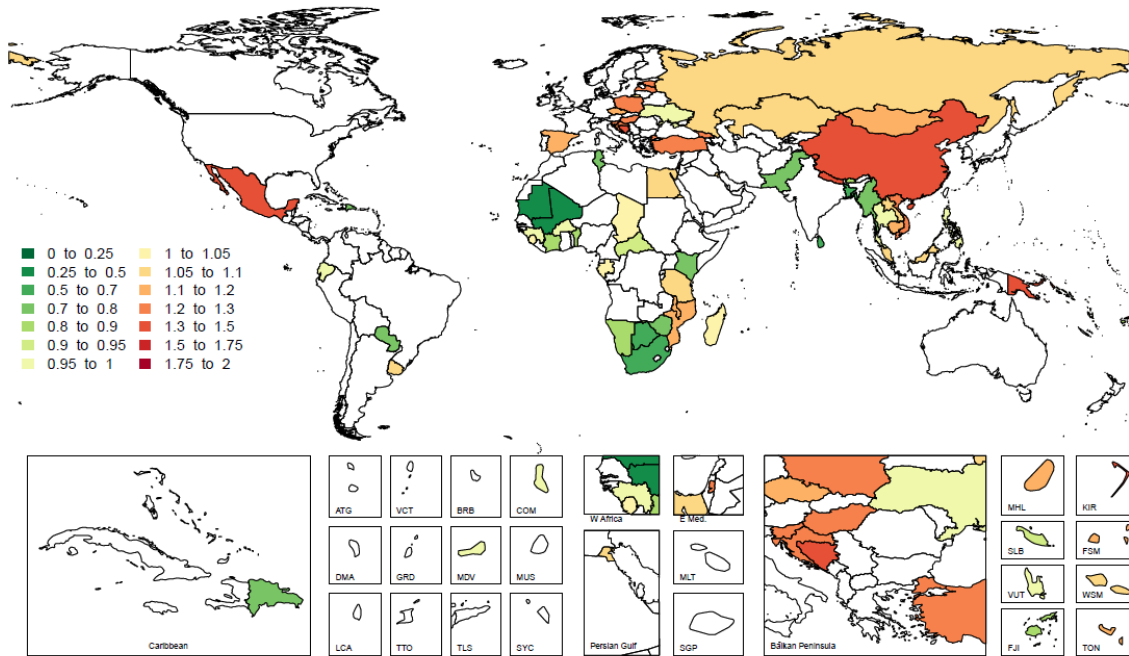 0 to 0.25
0.25 to 0.5
0.5 to 0.7
0.7 to 0.8
0.8 to 0.9
0.9 to 0.95
0.95 to 1
1 to 1.05
1.05 to 1.1
1.1 to 1.2
1.2 to 1.3
1.3 to 1.5
1.5 to 1.75
1.75 to 2
Caribbean
ATG
VCT
BRB
COM
DMA
GRD
MDV
MUS
LCA
TTO
TLS
SYC
W Africa
E Med.
Persian Gulf
MLT
SGP
Balkan Peninsula
MHL
KIR
SLB
FSM
VUT
WSM
FJI
TON